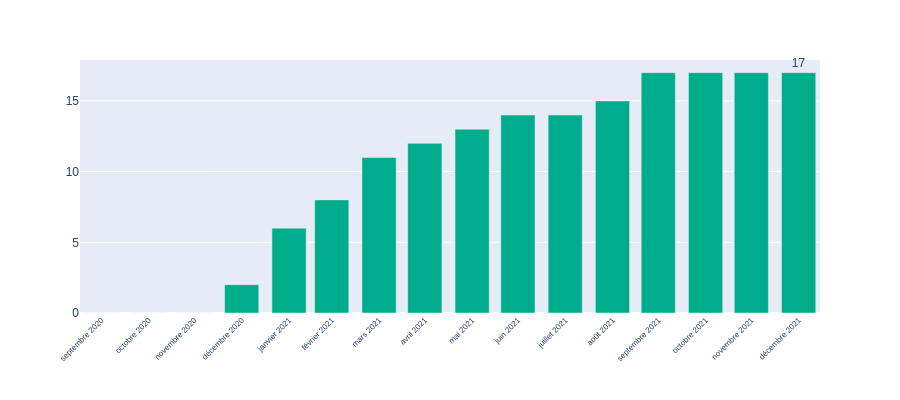 17
15
10
5
0
septembre 2020
octobre 2020
novembre 2020
décembre 2020
janvier 2021
février 2021
mars 2021
avril 2021
mai 2021
juin 2021
juillet 2021
août 2021
septembre 2021
octobre 2021
novembre 2021
décembre 2021